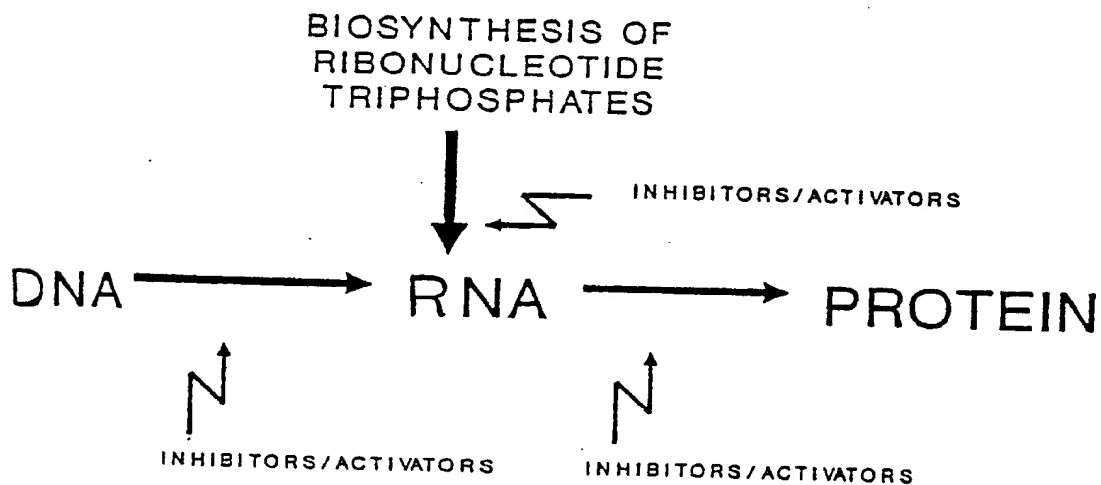 BIOSYNTHESIS OF
RIBONUCLEOTIDE
TRIPHOSPHATES
INHIBITORS/ACTIVATORS
DNA
RNA
PROTEIN
INHIBITORS/ACTIVATORS
INHIBITORS/ACTIVATORS